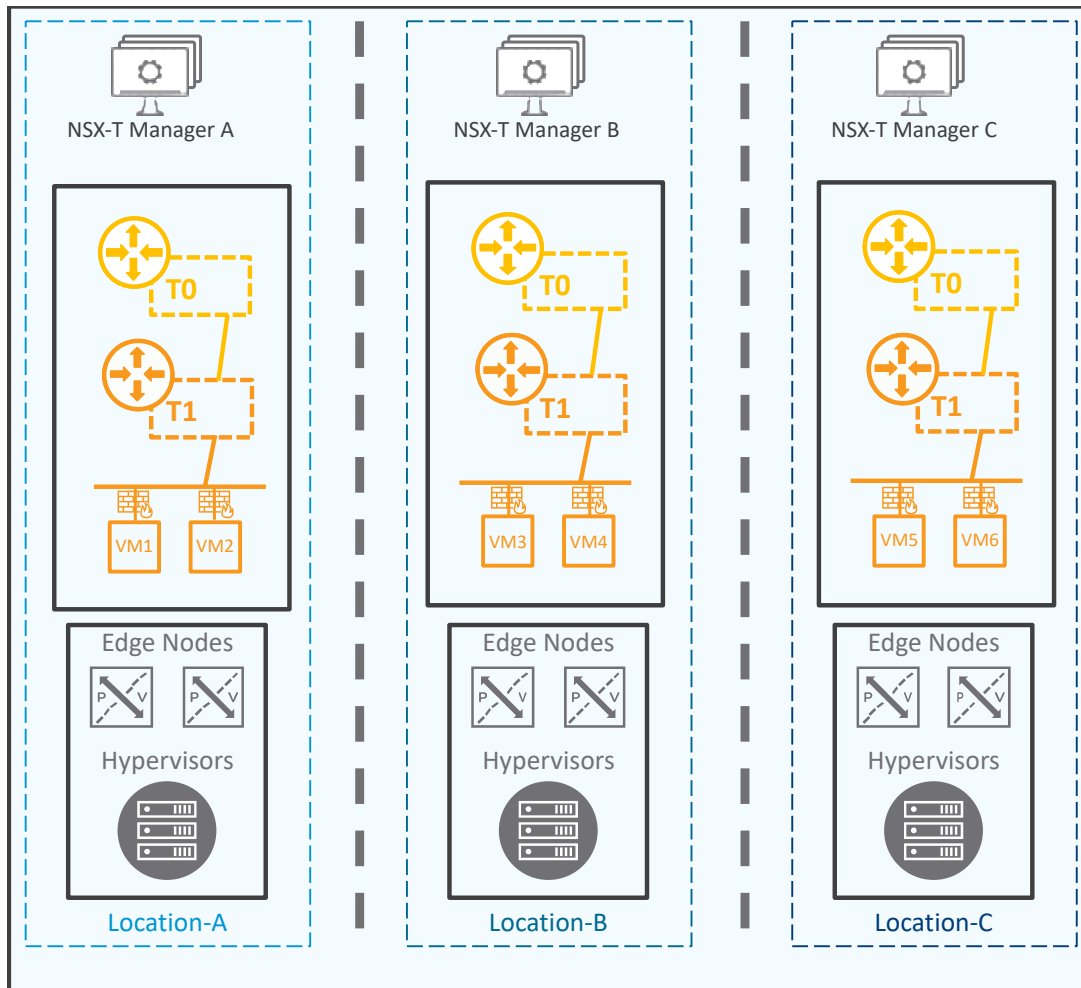 NSX-T Manager A
T0
T1
VM1
VM2
Edge Nodes
P V
P V
Hypervisors
Location-A
NSX-T Manager B
T0
T1
VM3
VM4
Edge Nodes
P V
P V
Hypervisors
Location-B
NSX-T Manager C
T0
T1
VM5
VM6
Edge Nodes
P V
P V
Hypervisors
Location-C